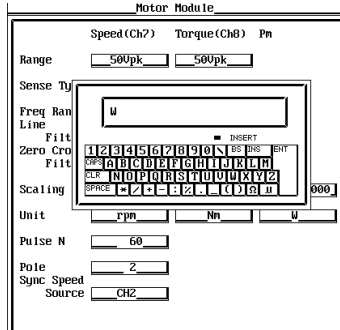 Motor Module
Speed(Ch7) Torque(Ch8) Pm
Range 50Vpk 50Vpk
Sense Ty
Freq Ran
W
Line
Filt
INSERT
Zero Cro
1 2 3 4 5 6 7 8 9 0 \ BS INS ENT
Filt
CAPS A B C D E F G H I J K L M
CLR N O P Q R S T U V W X Y Z
Scaling
SPACE * / + - : % . _ ( ) Ω µ
000
Unit rpm Nm W
Pulse N 60
Pole 2
Sync Speed
Source CH2